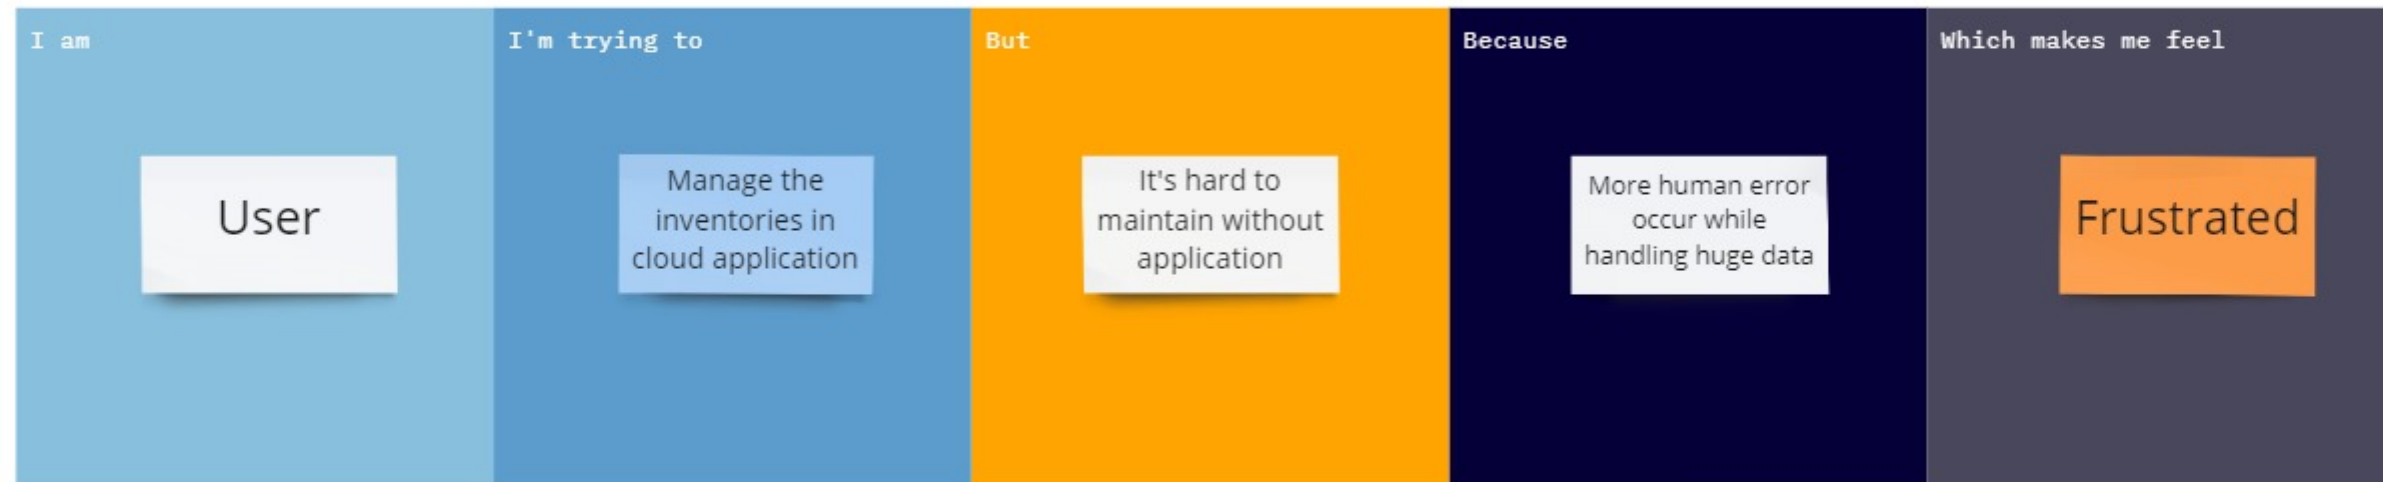 I am
User
I'm trying to
Manage the
inventories in
cloud application
But
It's hard to
maintain without
application
Because
More human error
occur while
handling huge data
Which makes me feel
Frustrated